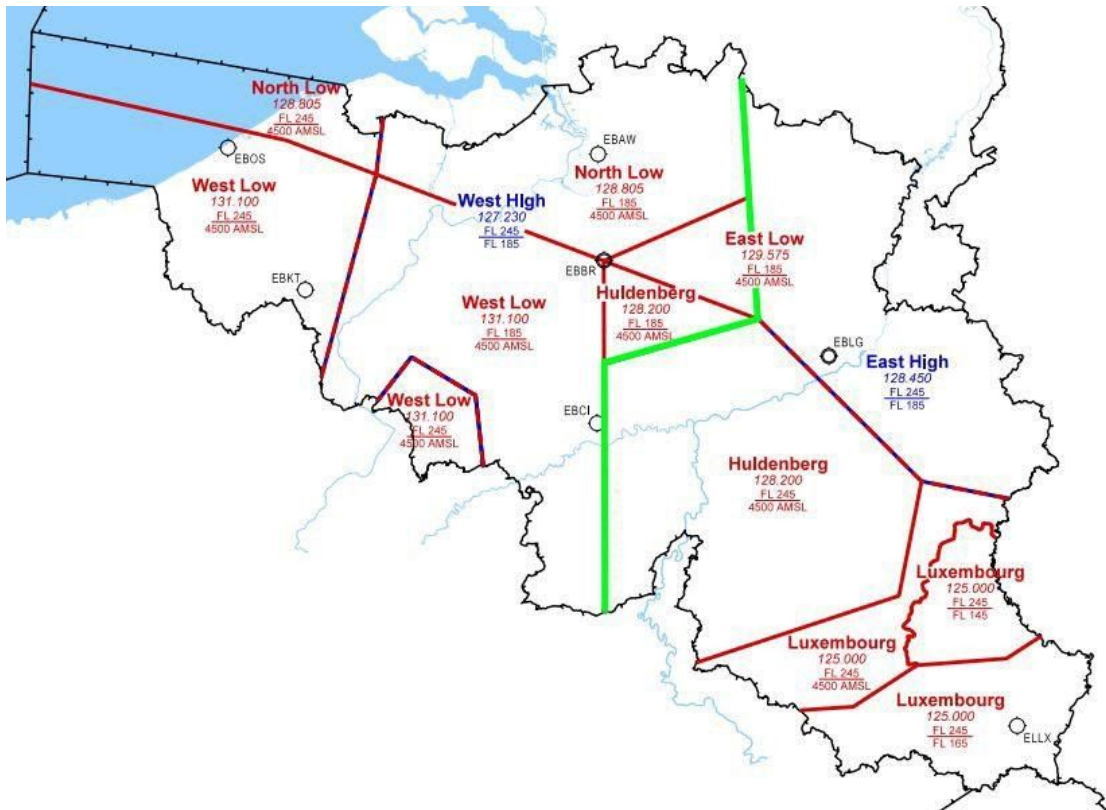 North Low
128.805
FL 245
4500 AMSL
EBOS
EBAW
North Low
128.805
FL 185
4500 AMSL
West Low
131.100
FL 245
4500 AMSL
West HIgh
127.230
FL 245
FL 185
East Low
129.575
FL 185
4500 AMSL
EBBR
EBKT
Huldenberg
128.200
FL 185
4500 AMSL
West Low
131.100
FL 185
4500 AMSL
EBLG
East High
128.450
FL 245
FL 185
West Low
131.100
FL 245
4500 AMSL
EBCI
Huldenberg
128.200
FL 245
4500 AMSL
Luxembourg
125.000
FL 245
FL 145
Luxembourg
125.000
FL 245
4500 AMSL
Luxembourg
125.000
FL 245
FL 165
ELLX